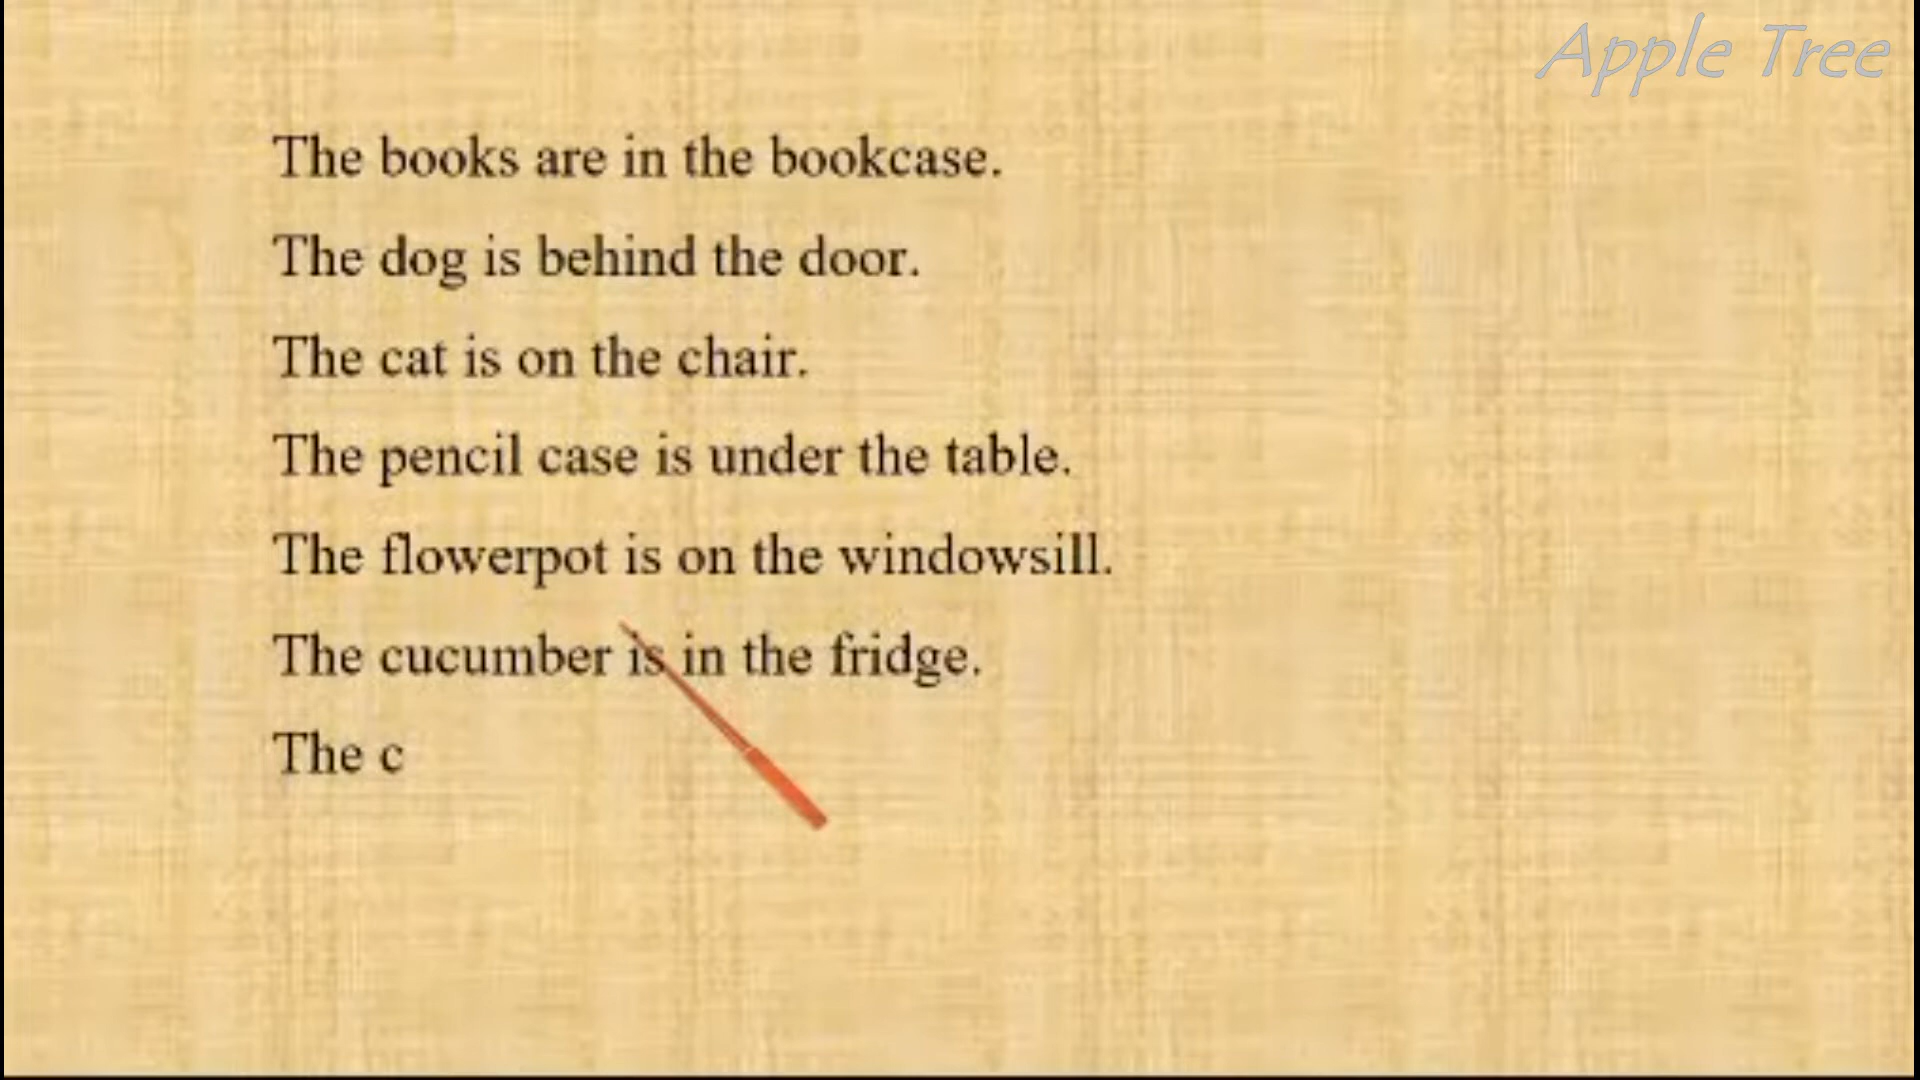 Apple Tree
The books are in the bookcase.
The dog is behind the door.
The cat is on the chair.
The pencil case is under the table.
The flowerpot is on the windowsill.
The cucumber is in the fridge.
The c